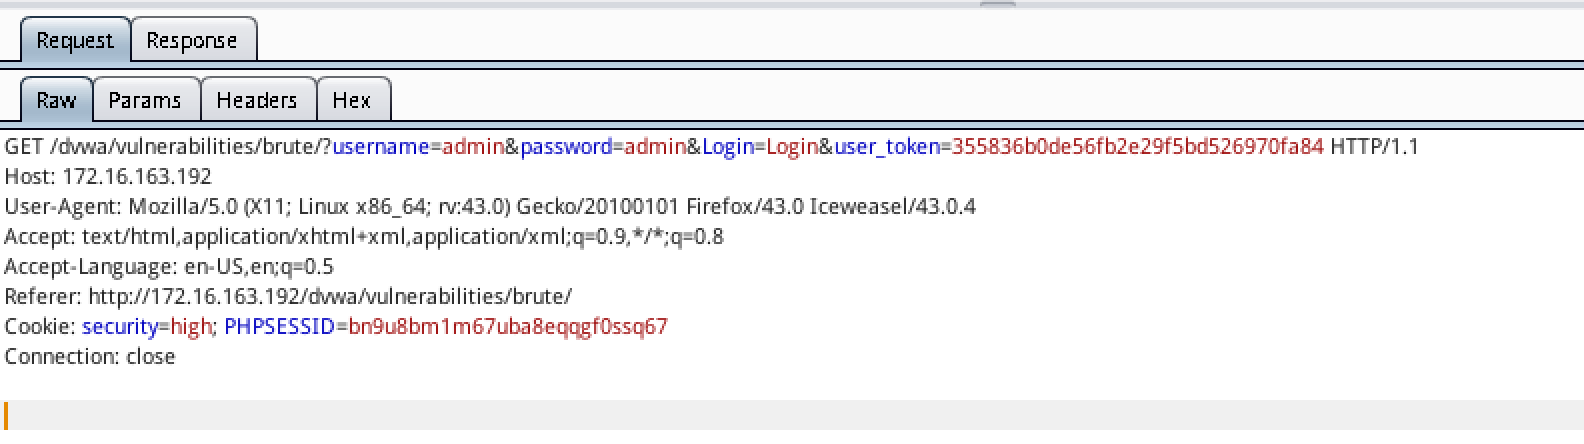 Request Response
Raw Params Headers Hex
GET /dvwa/vulnerabilities/brute/?username=admin&password=admin&Login=Login&user_token=355836b0de56fb2e29f5bd526970fa84 HTTP/1.1
Host: 172.16.163.192
User-Agent: Mozilla/5.0 (X11; Linux x86_64; rv:43.0) Gecko/20100101 Firefox/43.0 Iceweasel/43.0.4
Accept: text/html,application/xhtml+xml,application/xml;q=0.9,*/*;q=0.8
Accept-Language: en-US,en;q=0.5
Referer: http://172.16.163.192/dvwa/vulnerabilities/brute/
Cookie: security=high; PHPSESSID=bn9u8bm1m67uba8eqqgf0ssq67
Connection: close